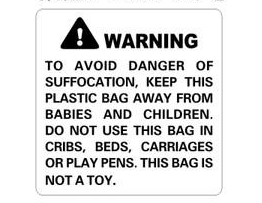 WARNING
TO AVOID DANGER OF
SUFFOCATION, KEEP THIS
PLASTIC BAG AWAY FROM
BABIES AND CHILDREN.
DO NOT USE THIS BAG IN
CRIBS, BEDS, CARRIAGES
OR PLAY PENS. THIS BAG IS
NOT A TOY.